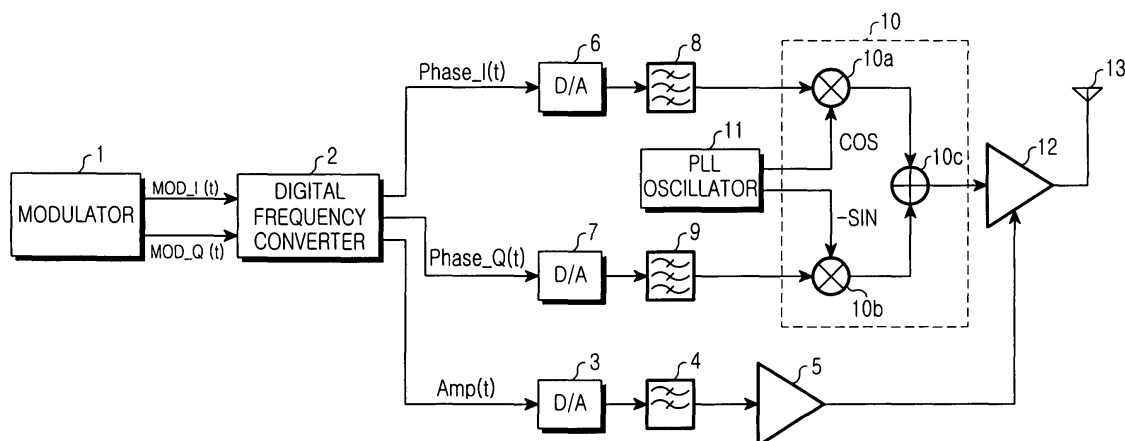 10
6
8
10a
13
Phase_I(t)
D/A
11
COS
12
1
2
PLL
OSCILLATOR
10c
MODULATOR
MOD_I (t)
MOD_Q (t)
DIGITAL
FREQUENCY
CONVERTER
-SIN
7
9
Phase_Q(t)
D/A
10b
3
4
5
Amp(t)
D/A